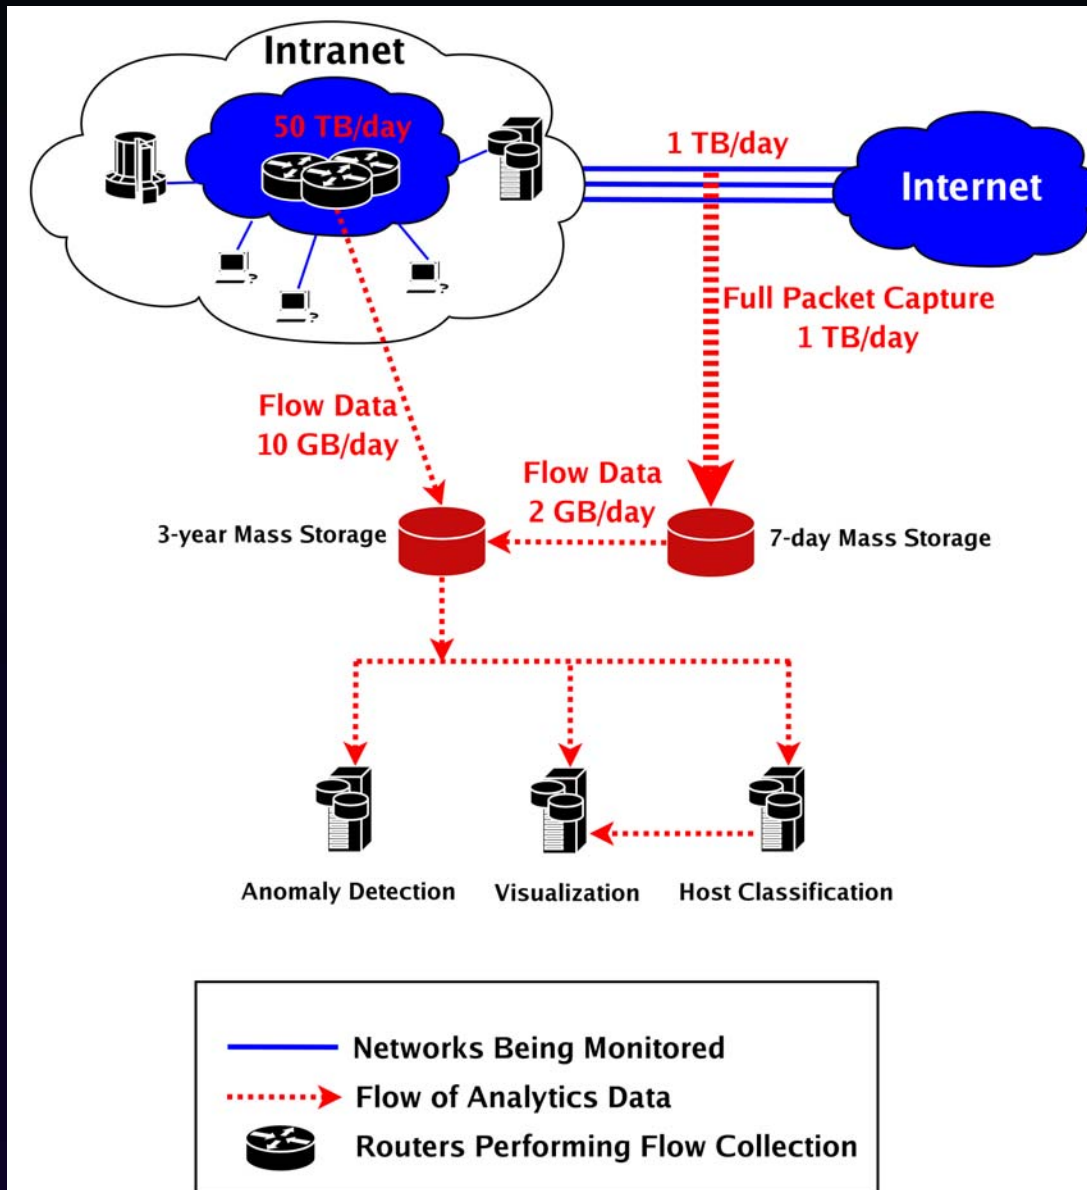 Intranet
50 TB/day
1 TB/day
Internet
Full Packet Capture
1 TB/day
Flow Data
10 GB/day
Flow Data
2 GB/day
3-year Mass Storage
7-day Mass Storage
?
?
?
Anomaly Detection
Visualization
Host Classification
Networks Being Monitored
Flow of Analytics Data
Routers Performing Flow Collection